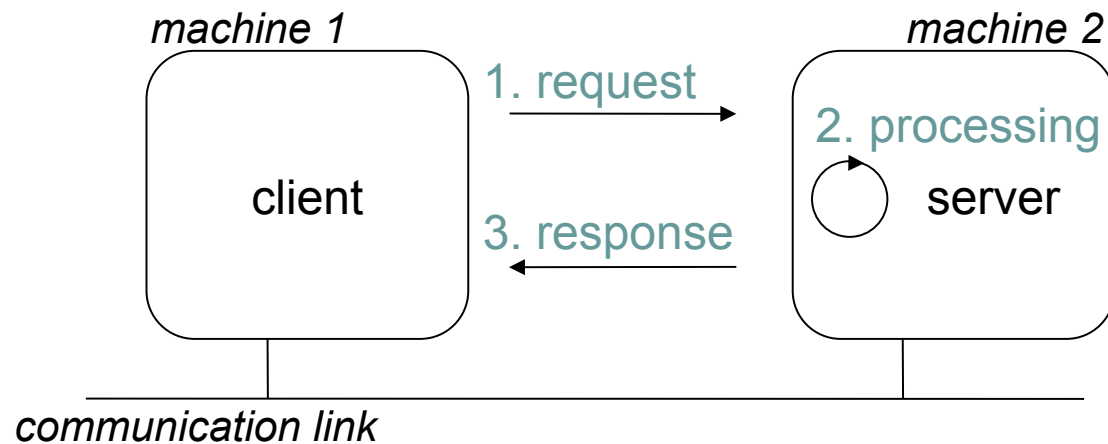 machine 1
machine 2
1. request
2. processing
client
server
3. response
communication link